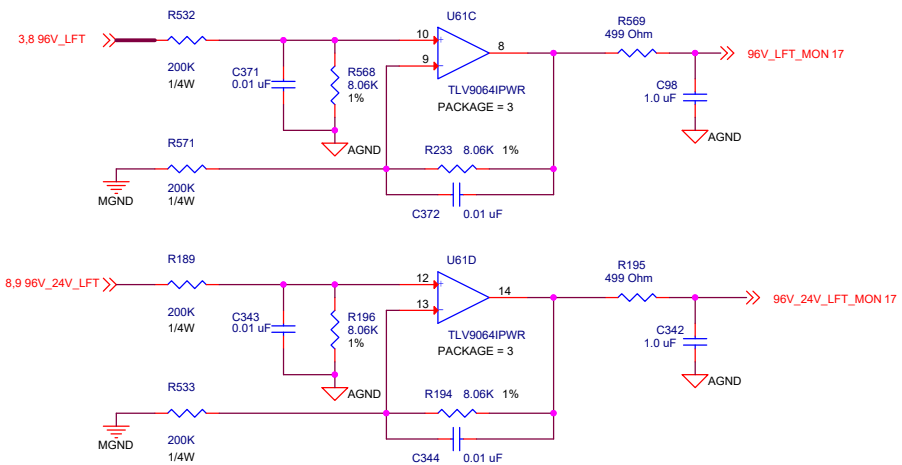 R532
U61C
R569
499 Ohm
3,8 96V_LFT
10
8
96V_LFT_MON 17
200K
1/4W
C371
0.01 uF
R568
8.06K
1%
9
TLV9064IPWR
PACKAGE = 3
C98
1.0 uF
AGND
AGND
R571
R233 8.06K 1%
200K
1/4W
MGND
C372 0.01 uF
R189
U61D
R195
499 Ohm
8,9 96V_24V_LFT
12
14
96V_24V_LFT_MON 17
200K
1/4W
C343
0.01 uF
R196
8.06K
1%
13
TLV9064IPWR
PACKAGE = 3
C342
1.0 uF
AGND
AGND
R533
R194 8.06K 1%
200K
1/4W
MGND
C344 0.01 uF